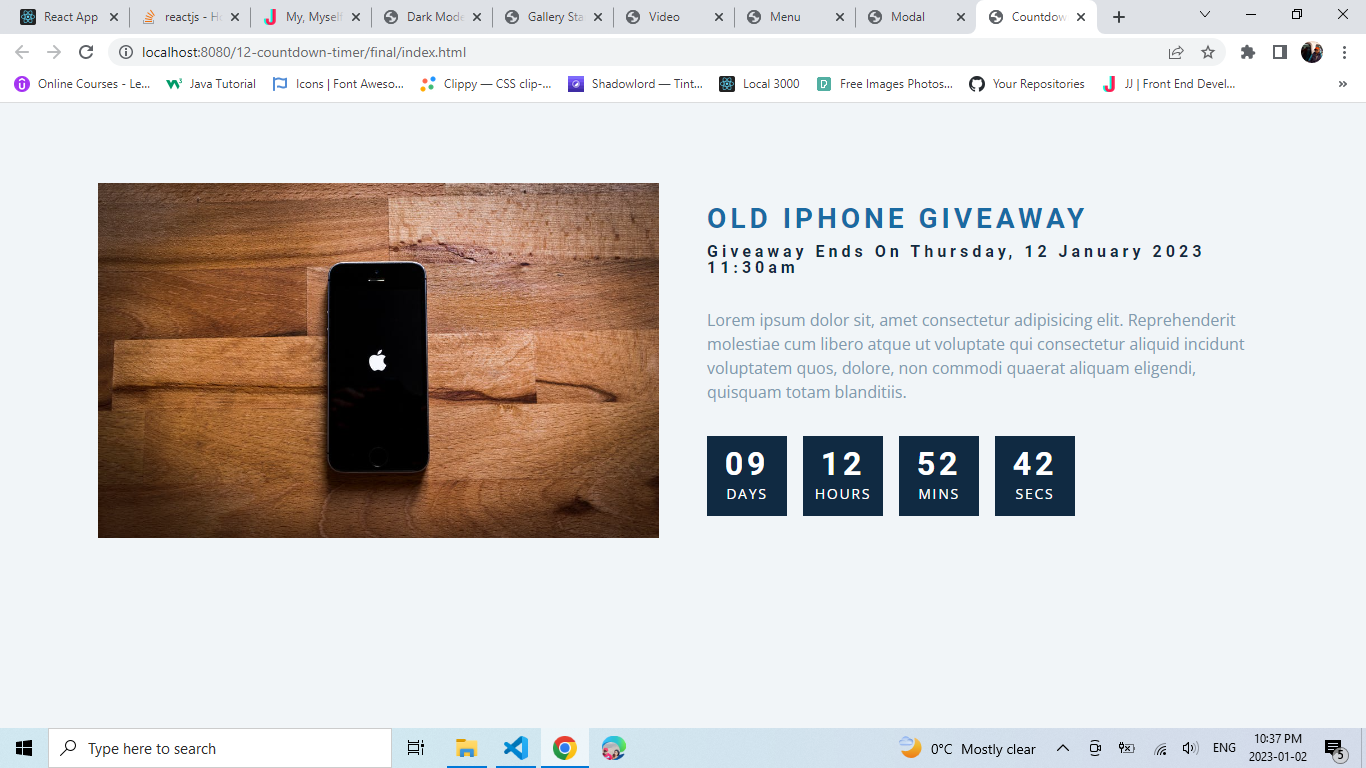 React App
reactjs - H
My, Myself
Dark Mode
Gallery Sta
Video
Menu
Modal
Countdow
localhost:8080/12-countdown-timer/final/index.html
Online Courses - Le...
Java Tutorial
Icons | Font Aweso...
Clippy — CSS clip-...
Shadowlord — Tint...
Local 3000
Free Images Photos...
Your Repositories
JJ | Front End Devel...
»
OLD IPHONE GIVEAWAY
Giveaway Ends On Thursday, 12 January 2023
11:30am
Lorem ipsum dolor sit, amet consectetur adipisicing elit. Reprehenderit
molestiae cum libero atque ut voluptate qui consectetur aliquid incidunt
voluptatem quos, dolore, non commodi quaerat aliquam eligendi,
quisquam totam blanditiis.
09 12 52 42
DAYS HOURS MINS SECS
Type here to search
0°C Mostly clear
ENG
10:37 PM
2023-01-02
5